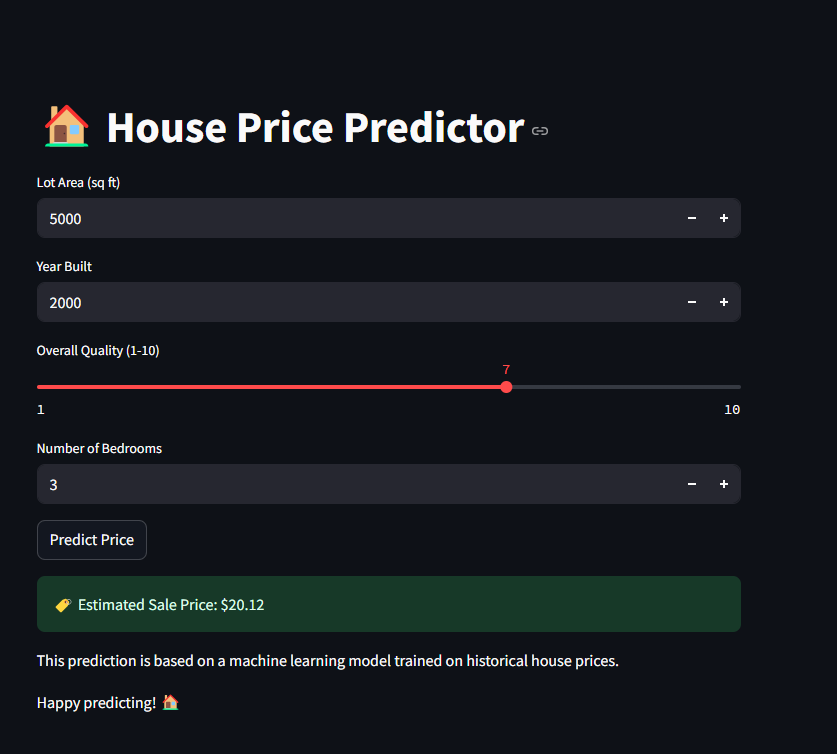 🏠 House Price Predictor
Lot Area (sq ft)
5000 − +
Year Built
2000 − +
Overall Quality (1-10)
7
1 10
Number of Bedrooms
3 − +
Predict Price
🏷️ Estimated Sale Price: $20.12
This prediction is based on a machine learning model trained on historical house prices.
Happy predicting! 🏠